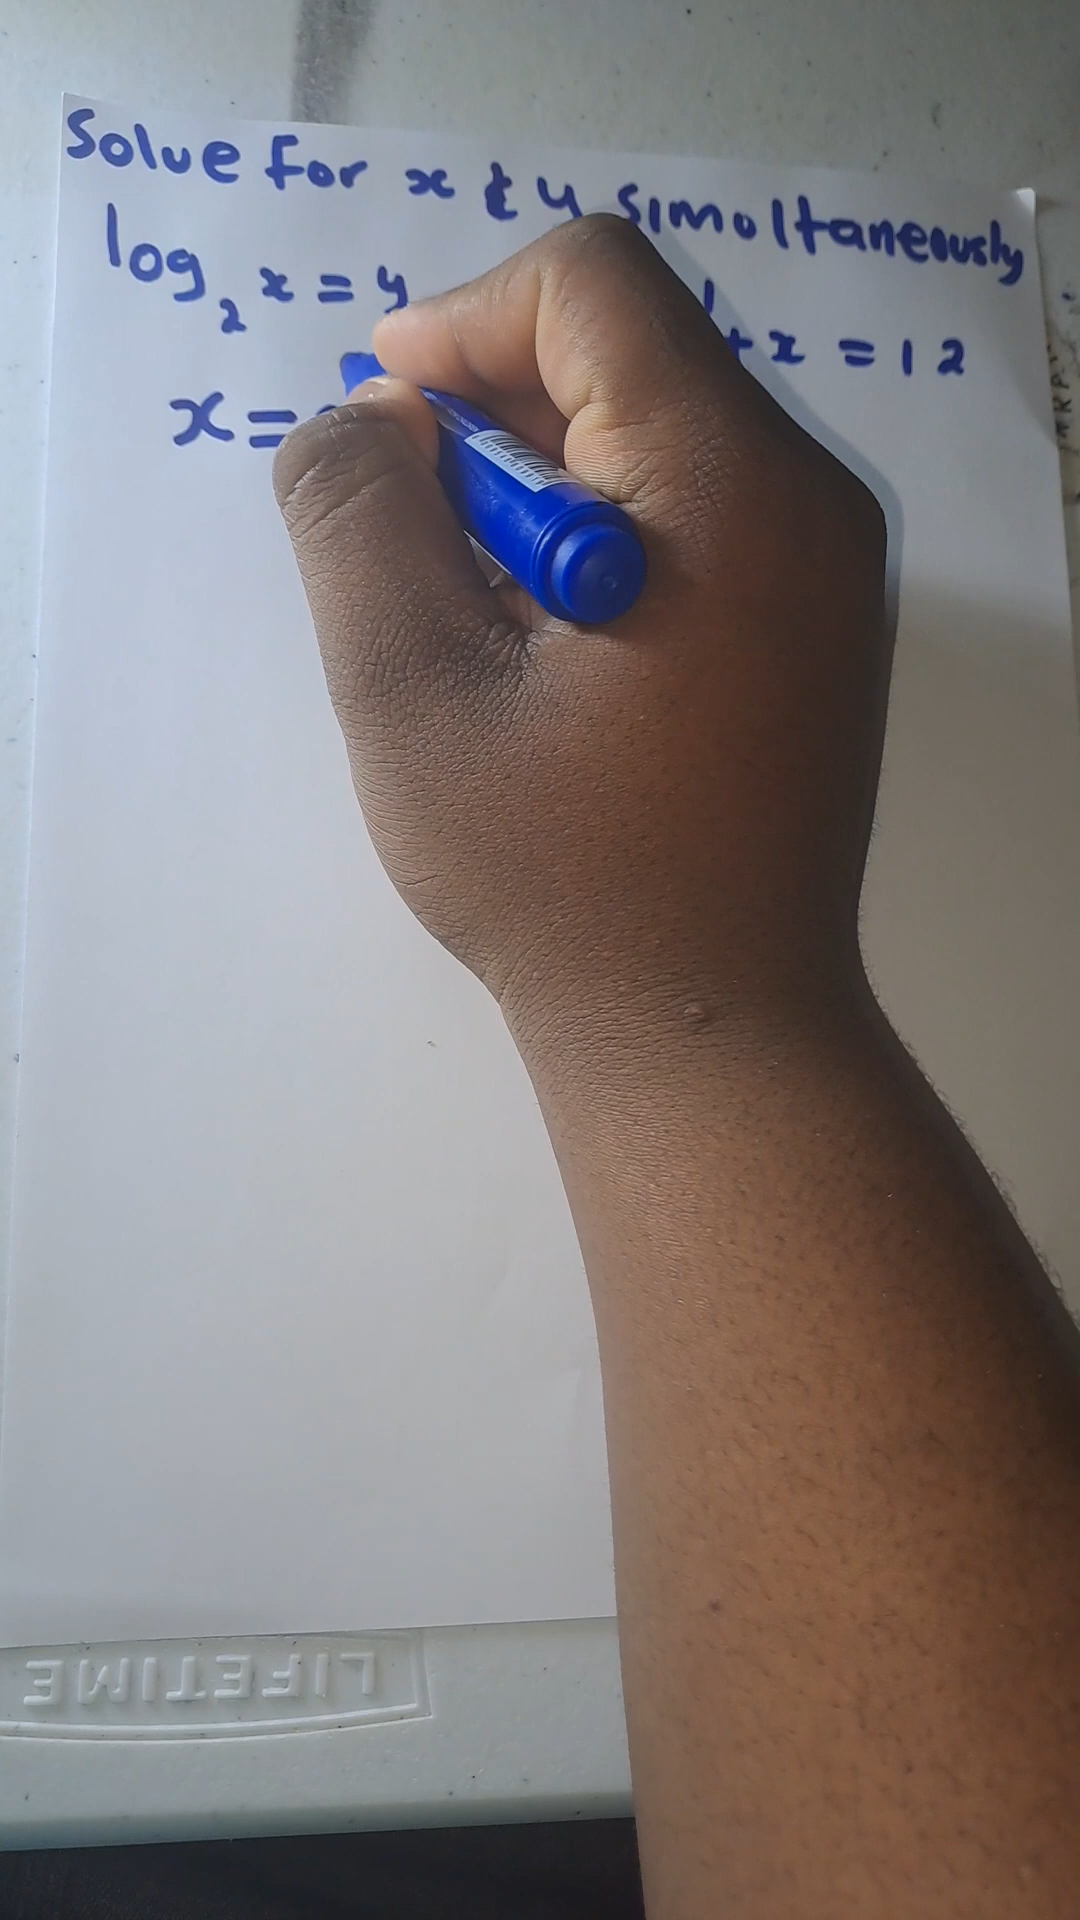 Solve for x & y simoltaneously
log₂ x = y
+ x = 12
x =
LIFETIME